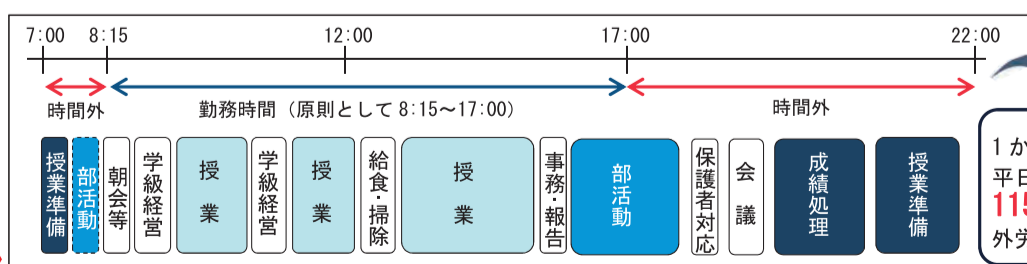 7:00 8:15 12:00 17:00 22:00
時間外 勤務時間（原則として 8:15～17:00） 時間外
授業準備
部活動
朝会等
学級経営
授業
学級経営
授業
給食・掃除
授業
事務・報告
部活動
保護者対応
会議
成績処理
授業準備
1 か
平日
115
外労